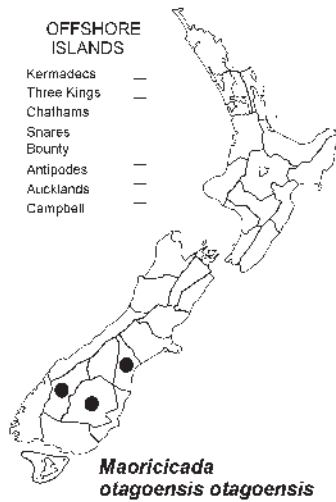 OFFSHORE
ISLANDS
Kermadecs
Three Kings
Chathams
Snares
Bounty
Antipodes
Aucklands
Campbell
Maoricicada
otagoensis otagoensis